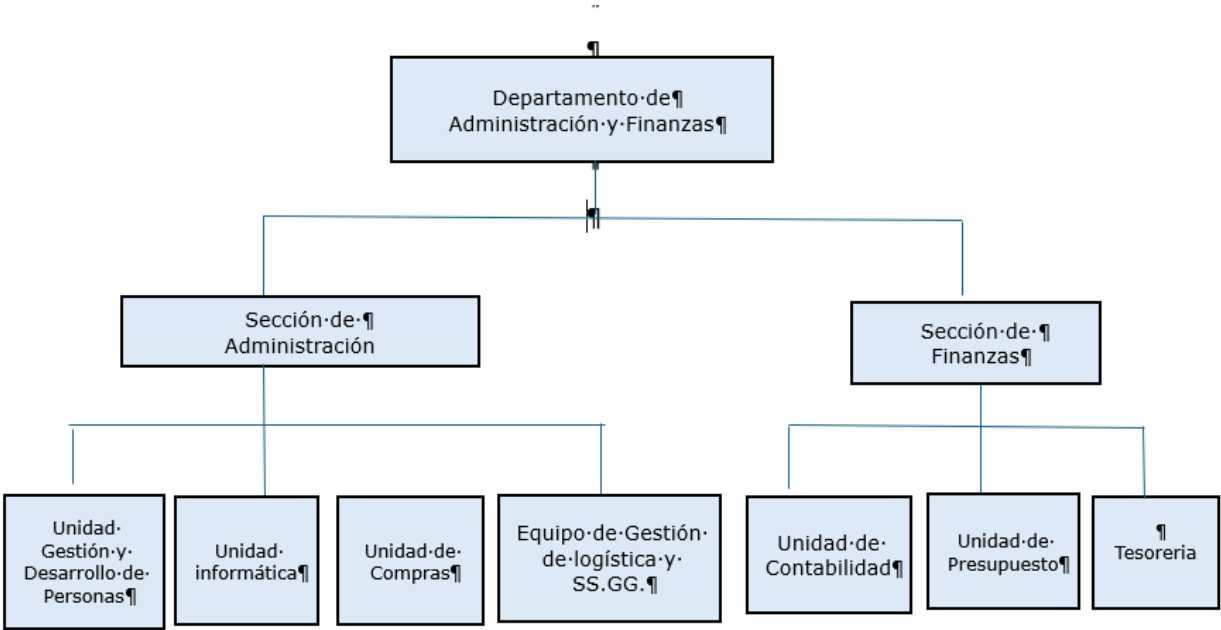 Departamento de
Administración y Finanzas
Sección de
Administración
Sección de
Finanzas
Unidad
Gestión y
Desarrollo de
Personas
Unidad
informática
Unidad de
Compras
Equipo de Gestión
de logística y
SS.GG.
Unidad de
Contabilidad
Unidad de
Presupuesto
Tesoreria